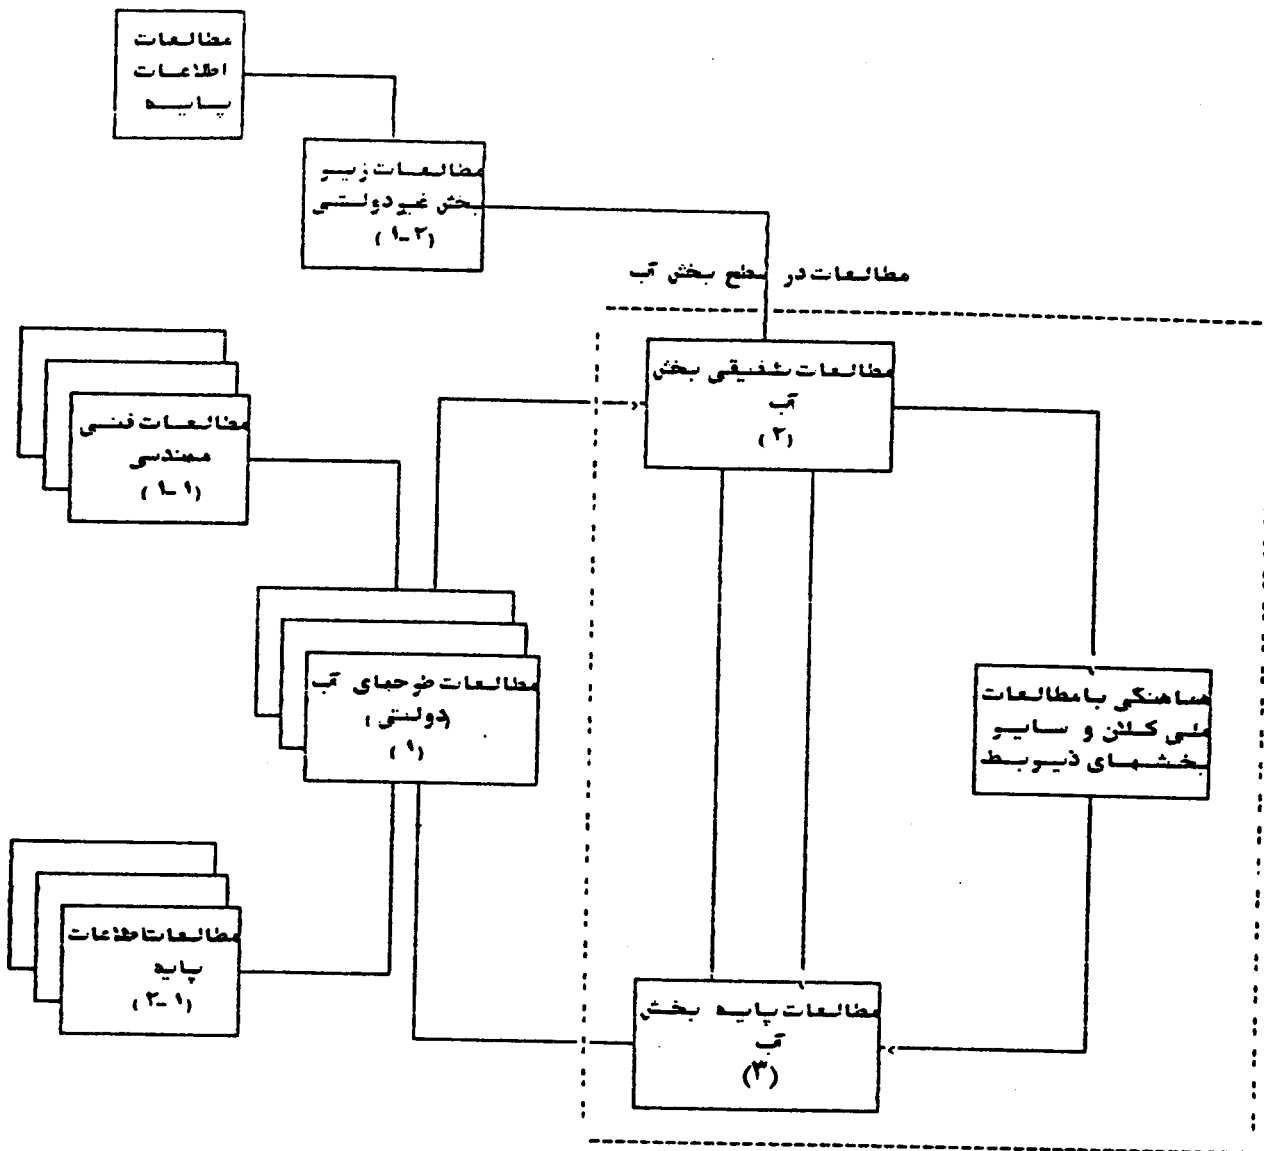 مطالعات
اطلاعات
پایه
مطالعات زیر
بخش غیر دولتی
(۱-۲)
مطالعات در سطح بخش آب
مطالعات تلفیقی بخش
آب
(۲)
مطالعات فنی
مهندسی
(۱-۱)
مطالعات طرحهای آب
(دولتی)
(۱)
هماهنگی با مطالعات
ملی کلان و سایر
بخشهای ذیربط
مطالعات اطلاعات
پایه
(۲-۱)
مطالعات پایه بخش
آب
(۳)